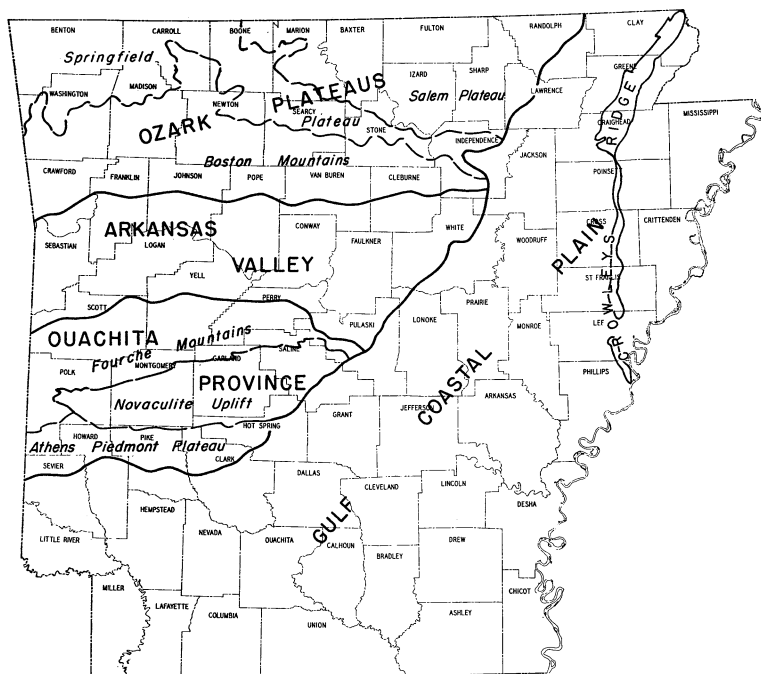 BENTON
CARROLL
BOONE
MARION
BAXTER
FULTON
RANDOLPH
CLAY
Springfield
IZARD
SHARP
GREENE
WASHINGTON
MADISON
NEWTON
PLATEAUS
SEARCY
Salem Plateau
LAWRENCE
MISSISSIPPI
OZARK
Plateau
STONE
INDEPENDENCE
CRAIGHEAD
JACKSON
Boston Mountains
CRAWFORD
FRANKLIN
JOHNSON
POPE
VAN BUREN
CLEBURNE
POINSE
ARKANSAS
CONWAY
WHITE
CROSS
CRITTENDEN
SEBASTIAN
LOGAN
FAULKNER
WOODRUFF
PLAIN
VALLEY
YELL
ST FRANCIS
SCOTT
PERRY
PRAIRIE
CROWLEYS RIDGE
OUACHITA
PULASKI
LONOKE
MONROE
LEE
Fourche Mountains
SALINE
POLK
MONTGOMERY
GARLAND
PHILLIPS
PROVINCE
COASTAL
ARKANSAS
Novaculite Uplift
GRANT
JEFFERSON
HOT SPRING
HOWARD
PIKE
Athens Piedmont Plateau
SEVIER
CLARK
DALLAS
CLEVELAND
LINCOLN
DESHA
HEMPSTEAD
NEVADA
GULF
LITTLE RIVER
OUACHITA
CALHOUN
DREW
BRADLEY
MILLER
LAFAYETTE
COLUMBIA
CHICOT
UNION
ASHLEY